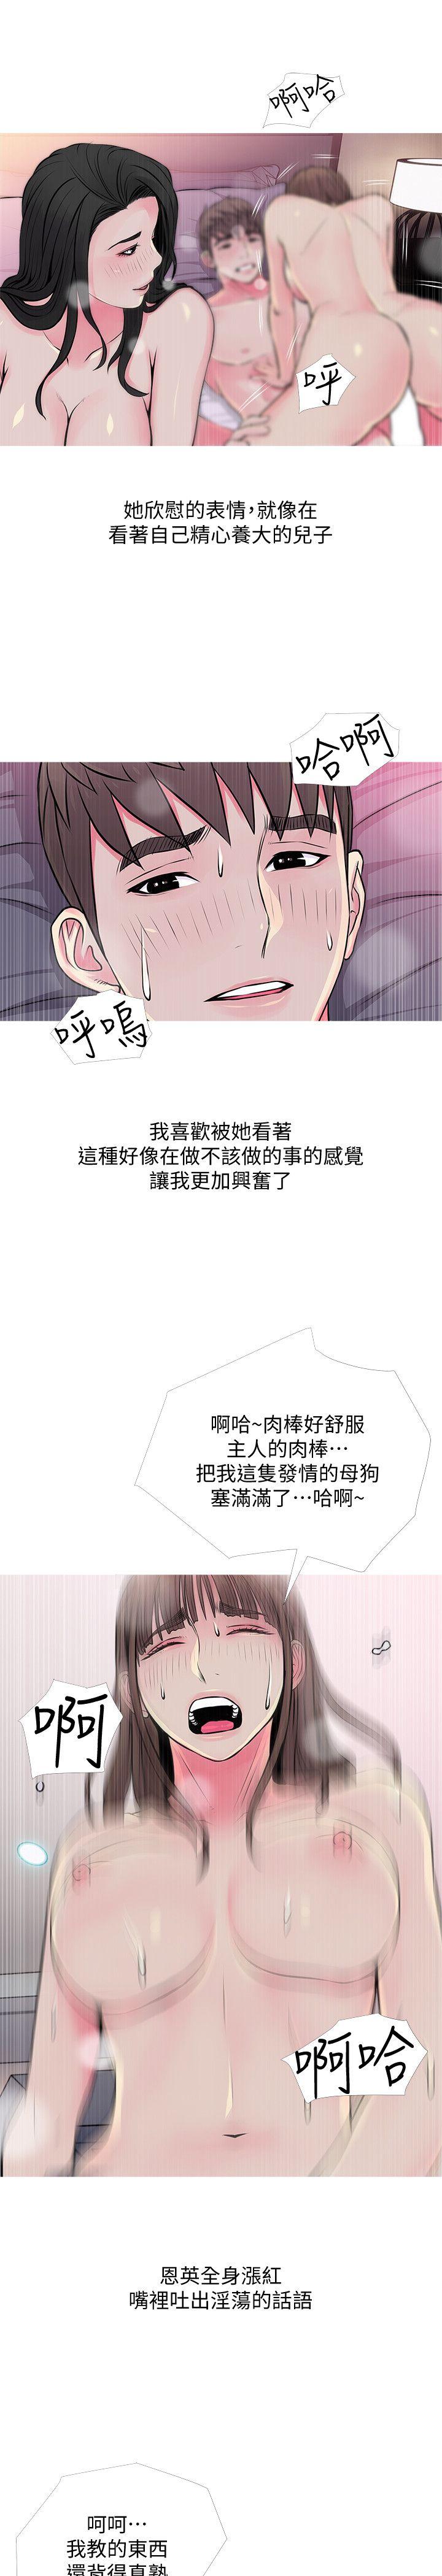 啊哈
呼
她欣慰的表情，就像在
看著自己精心養大的兒子
哈啊
呼嗚
我喜歡被她看著
這種好像在做不該做的事的感覺
讓我更加興奮了
啊哈~肉棒好舒服
主人的肉棒…
把我這隻發情的母狗
塞滿滿了…哈啊~
啊
啊哈
恩英全身漲紅
嘴裡吐出淫蕩的話語
呵呵…
我教的東西
還背得真熟